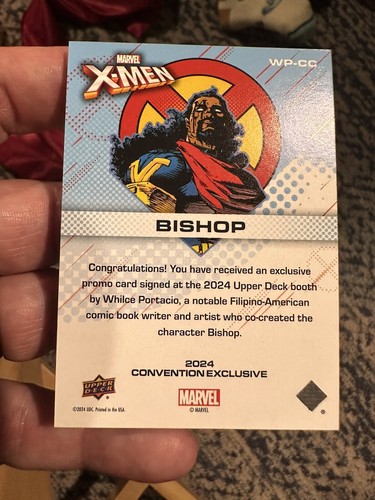 MARVEL
X-MEN
WP-CC
BISHOP
Congratulations! You have received an exclusive
promo card signed at the 2024 Upper Deck booth
by Whilce Portacio, a notable Filipino-American
comic book writer and artist who co-created the
character Bishop.
2024
CONVENTION EXCLUSIVE
UPPER
DECK
©2024 UDC. Printed in the USA.
MARVEL
© MARVEL